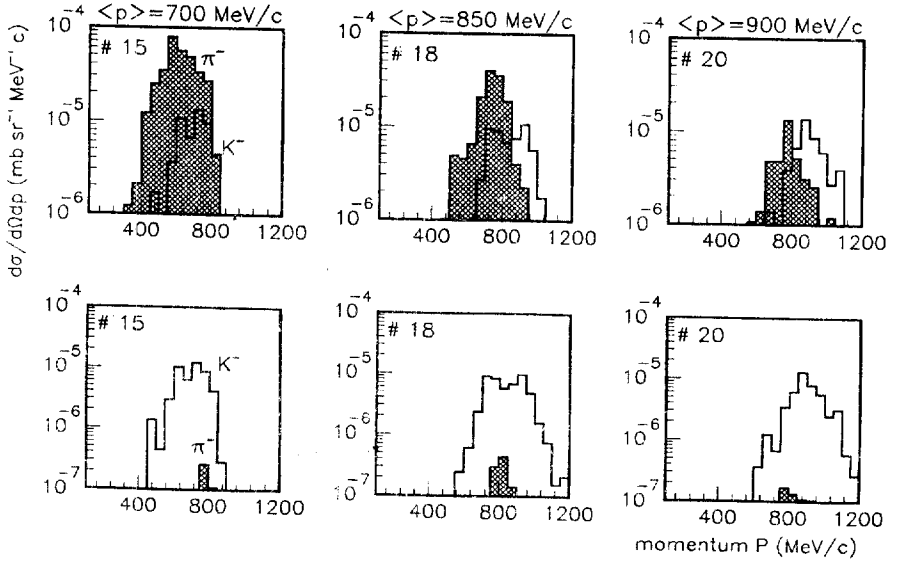 <p>=700 MeV/c
<p>=850 MeV/c
<p>=900 MeV/c
dσ/dΩdp (mb sr⁻¹ MeV⁻¹ c)
10⁻⁴
10⁻⁵
10⁻⁶
# 15
π⁻
K⁻
400 800 1200
10⁻⁴
10⁻⁵
10⁻⁶
# 18
400 800 1200
10⁻⁴
10⁻⁵
10⁻⁶
# 20
400 800 1200
10⁻⁴
10⁻⁵
10⁻⁶
10⁻⁷
# 15
K⁻
π⁻
400 800 1200
10⁻⁴
10⁻⁵
10⁻⁶
10⁻⁷
# 18
400 800 1200
10⁻⁴
10⁻⁵
10⁻⁶
10⁻⁷
# 20
400 800 1200
momentum P (MeV/c)